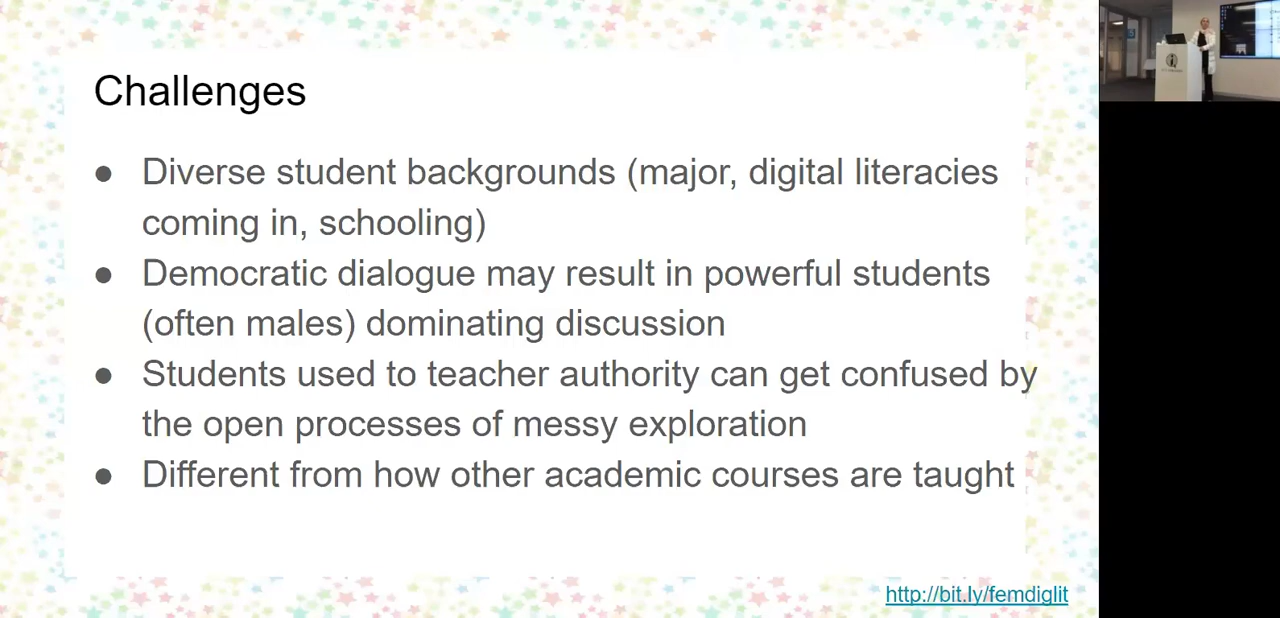 Challenges
● Diverse student backgrounds (major, digital literacies
coming in, schooling)
● Democratic dialogue may result in powerful students
(often males) dominating discussion
● Students used to teacher authority can get confused by
the open processes of messy exploration
● Different from how other academic courses are taught
http://bit.ly/femdiglit